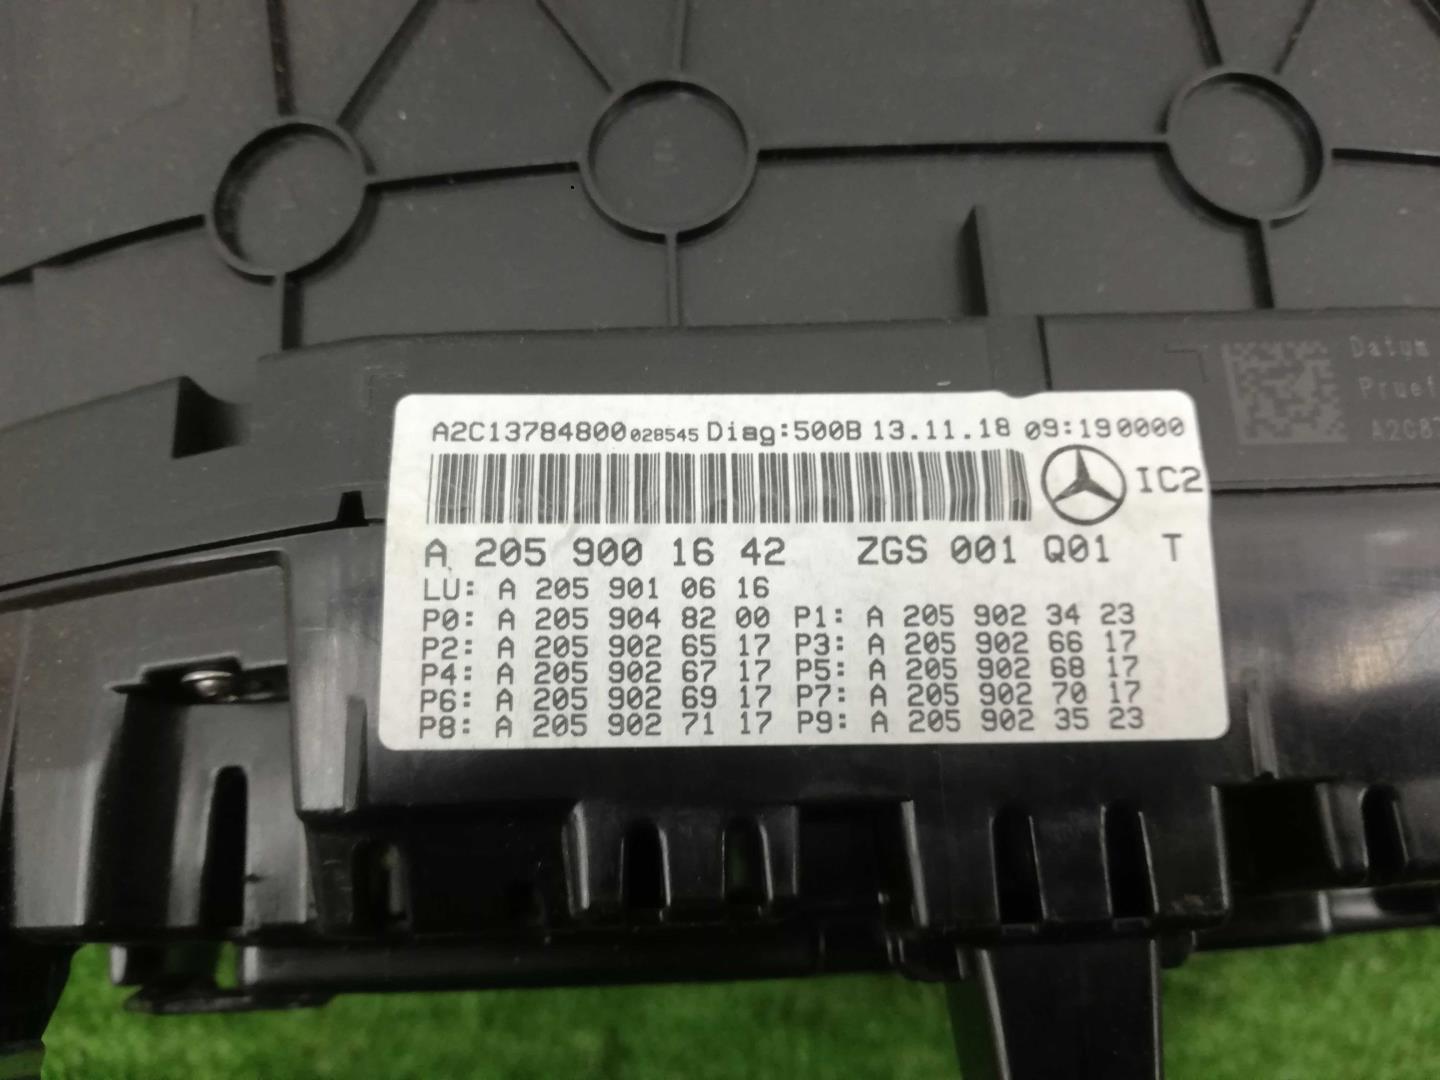 Datum
Pruef
A2C13784800028545 Diag:500B 13.11.18 09:190000
IC2
A 205 900 16 42 ZGS 001 Q01 T
LU: A 205 901 06 16
P0: A 205 904 82 00 P1: A 205 902 34 23
P2: A 205 902 65 17 P3: A 205 902 66 17
P4: A 205 902 67 17 P5: A 205 902 68 17
P6: A 205 902 69 17 P7: A 205 902 70 17
P8: A 205 902 71 17 P9: A 205 902 35 23